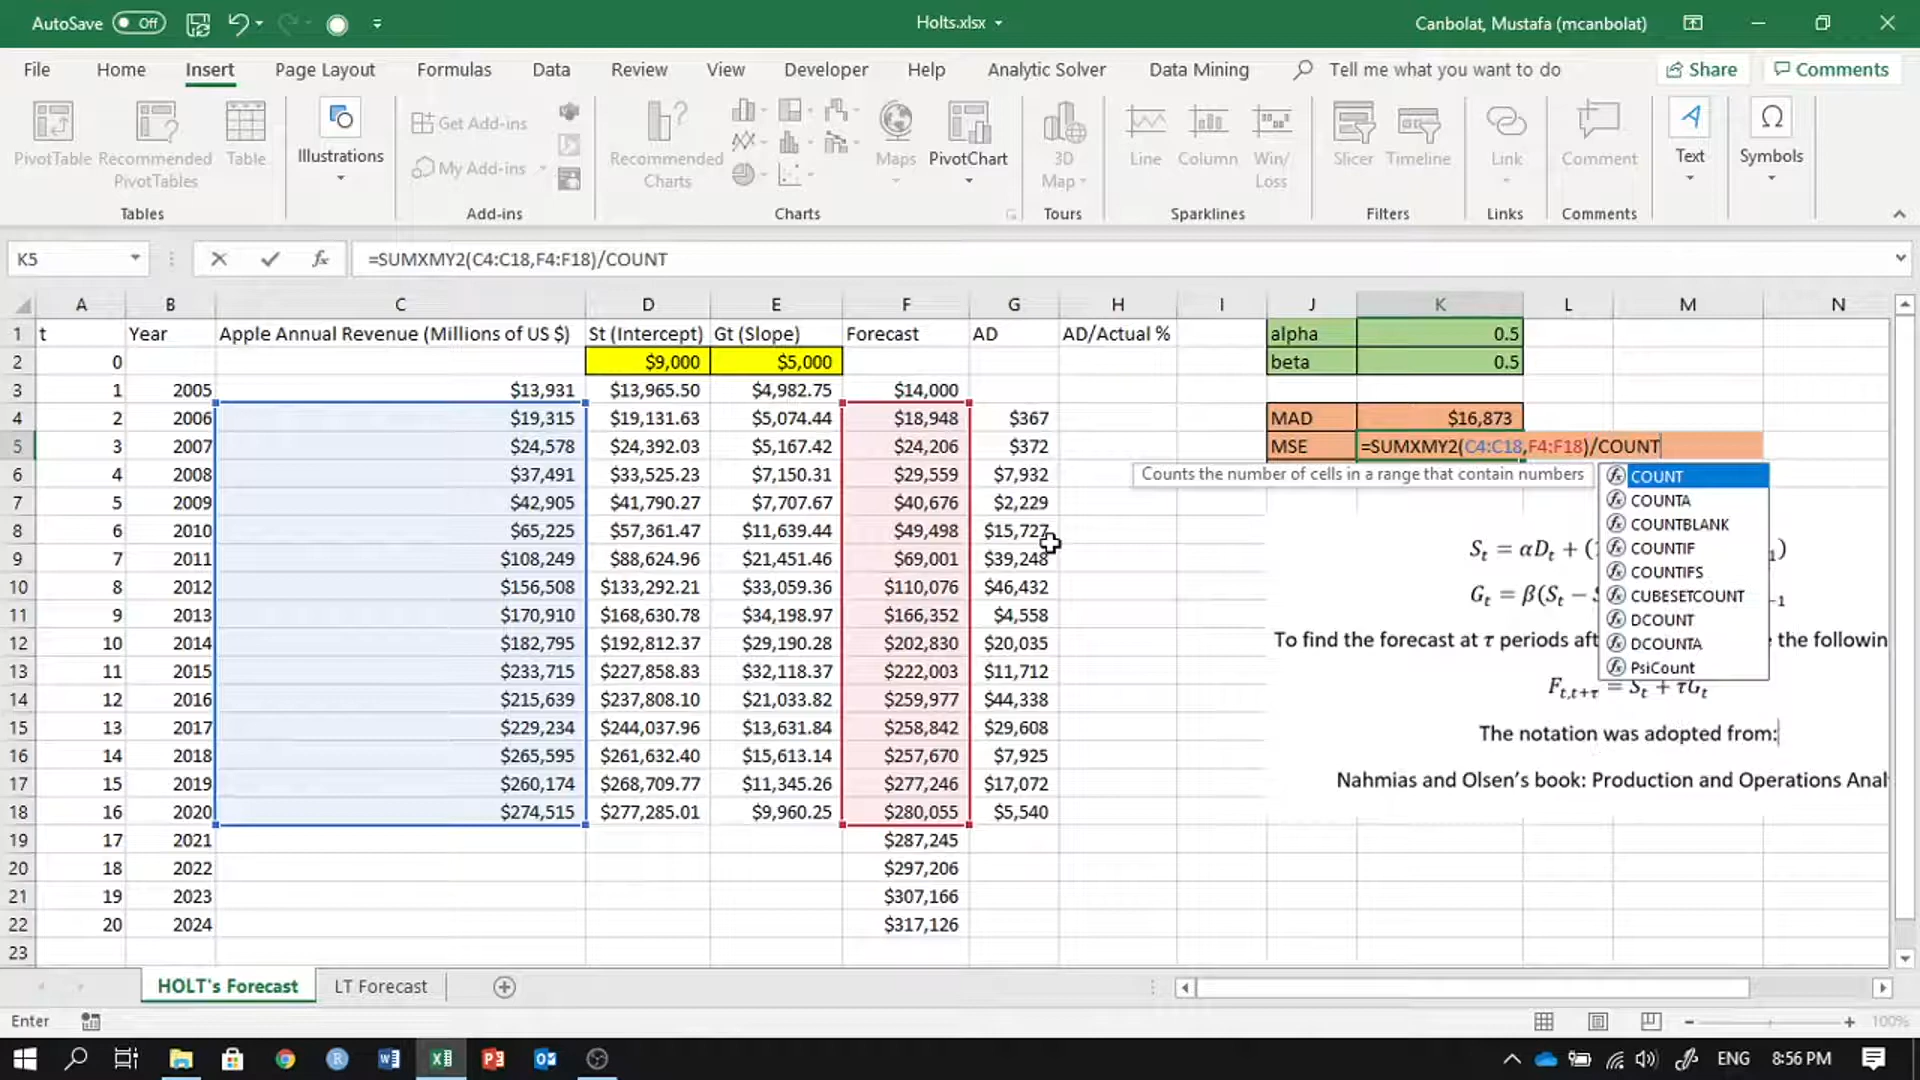 AutoSave Off Holts.xlsx Canbolat, Mustafa (mcanbolat)
File Home Insert Page Layout Formulas Data Review View Developer Help Analytic Solver Data Mining Tell me what you want to do Share Comments
PivotTable Recommended PivotTables Table
Tables
Illustrations
Get Add-ins
My Add-ins
Add-ins
Recommended Charts
Maps PivotChart
Charts
3D Map
Tours
Line Column Win/Loss
Sparklines
Slicer Timeline
Filters
Link
Links
Comment
Comments
Text
Symbols
K5 fx =SUMXMY2(C4:C18,F4:F18)/COUNT
A B C D E F G H I J K L M N
1 t Year Apple Annual Revenue (Millions of US $) St (Intercept) Gt (Slope) Forecast AD AD/Actual % alpha 0.5
2 0 $9,000 $5,000 beta 0.5
3 1 2005 $13,931 $13,965.50 $4,982.75 $14,000
4 2 2006 $19,315 $19,131.63 $5,074.44 $18,948 $367 MAD $16,873
5 3 2007 $24,578 $24,392.03 $5,167.42 $24,206 $372 MSE =SUMXMY2(C4:C18,F4:F18)/COUNT
6 4 2008 $37,491 $33,525.23 $7,150.31 $29,559 $7,932
7 5 2009 $42,905 $41,790.27 $7,707.67 $40,676 $2,229
8 6 2010 $65,225 $57,361.47 $11,639.44 $49,498 $15,727
9 7 2011 $108,249 $88,624.96 $21,451.46 $69,001 $39,248
10 8 2012 $156,508 $133,292.21 $33,059.36 $110,076 $46,432
11 9 2013 $170,910 $168,630.78 $34,198.97 $166,352 $4,558
12 10 2014 $182,795 $192,812.37 $29,190.28 $202,830 $20,035
13 11 2015 $233,715 $227,858.83 $32,118.37 $222,003 $11,712
14 12 2016 $215,639 $237,808.10 $21,033.82 $259,977 $44,338
15 13 2017 $229,234 $244,037.96 $13,631.84 $258,842 $29,608
16 14 2018 $265,595 $261,632.40 $15,613.14 $257,670 $7,925
17 15 2019 $260,174 $268,709.77 $11,345.26 $277,246 $17,072
18 16 2020 $274,515 $277,285.01 $9,960.25 $280,055 $5,540
19 17 2021 $287,245
20 18 2022 $297,206
21 19 2023 $307,166
22 20 2024 $317,126
23
Counts the number of cells in a range that contain numbers
COUNT
COUNTA
COUNTBLANK
COUNTIF
COUNTIFS
CUBESETCOUNT
DCOUNT
DCOUNTA
PsiCount
Sₜ = αDₜ + (
1)
Gₜ = β(Sₜ −
−1
To find the forecast at τ periods the followin
Fₜ,ₜ₊τ = Sₜ + τGₜ
The notation was adopted from:
Nahmias and Olsen’s book: Production and Operations Anal
HOLT's Forecast LT Forecast
Enter 100%
ENG 8:56 PM